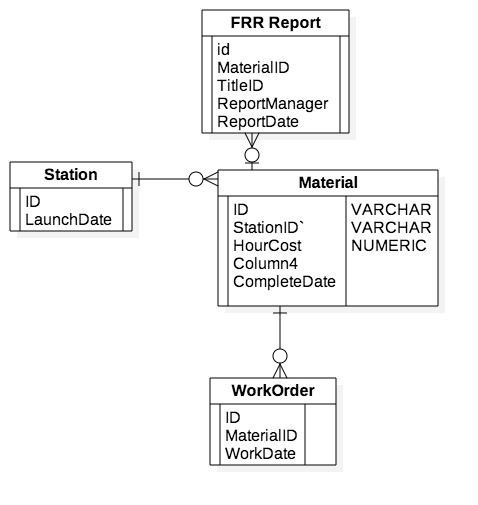 FRR Report
id
MaterialID
TitleID
ReportManager
ReportDate
Station
ID
LaunchDate
Material
ID VARCHAR
StationID` VARCHAR
HourCost NUMERIC
Column4
CompleteDate
WorkOrder
ID
MaterialID
WorkDate